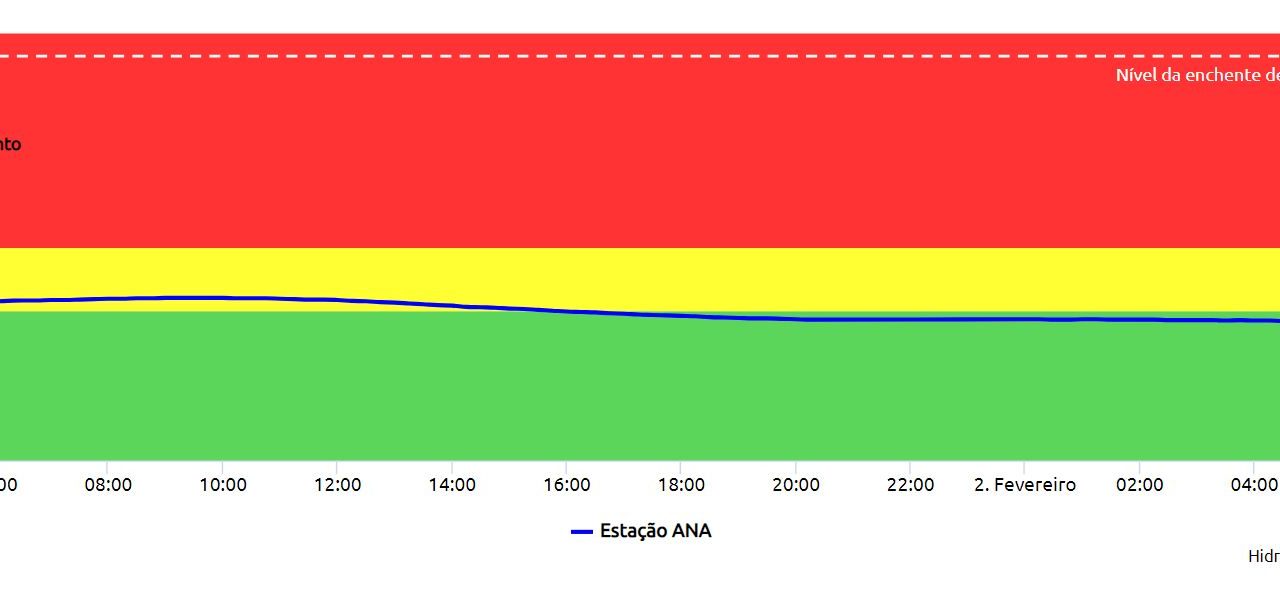 Nível da enchente de
nto
00 08:00 10:00 12:00 14:00 16:00 18:00 20:00 22:00 2. Fevereiro 02:00 04:00
Estação ANA
Hidr